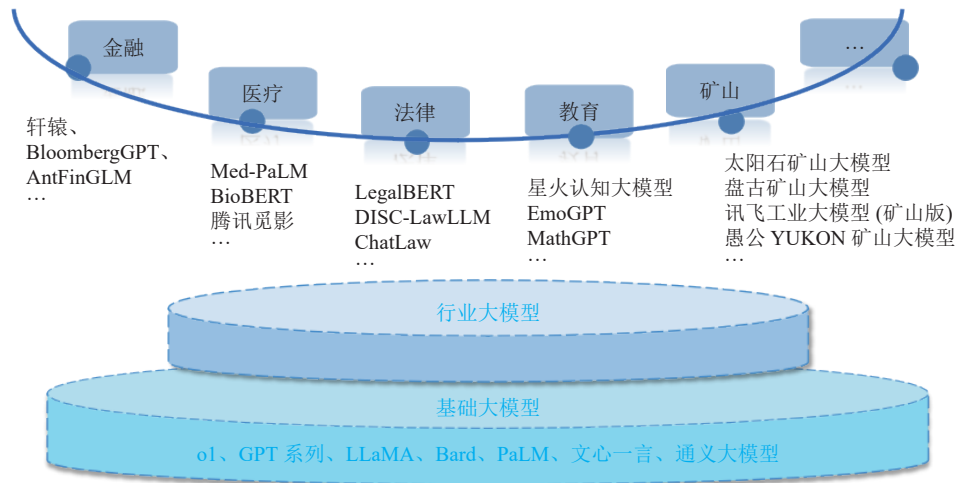 金融
轩辕、
BloombergGPT、
AntFinGLM
…
医疗
Med-PaLM
BioBERT
腾讯觅影
…
法律
LegalBERT
DISC-LawLLM
ChatLaw
…
教育
星火认知大模型
EmoGPT
MathGPT
…
矿山
太阳石矿山大模型
盘古矿山大模型
讯飞工业大模型 (矿山版)
愚公 YUKON 矿山大模型
…
…
行业大模型
基础大模型
o1、GPT 系列、LLaMA、Bard、PaLM、文心一言、通义大模型